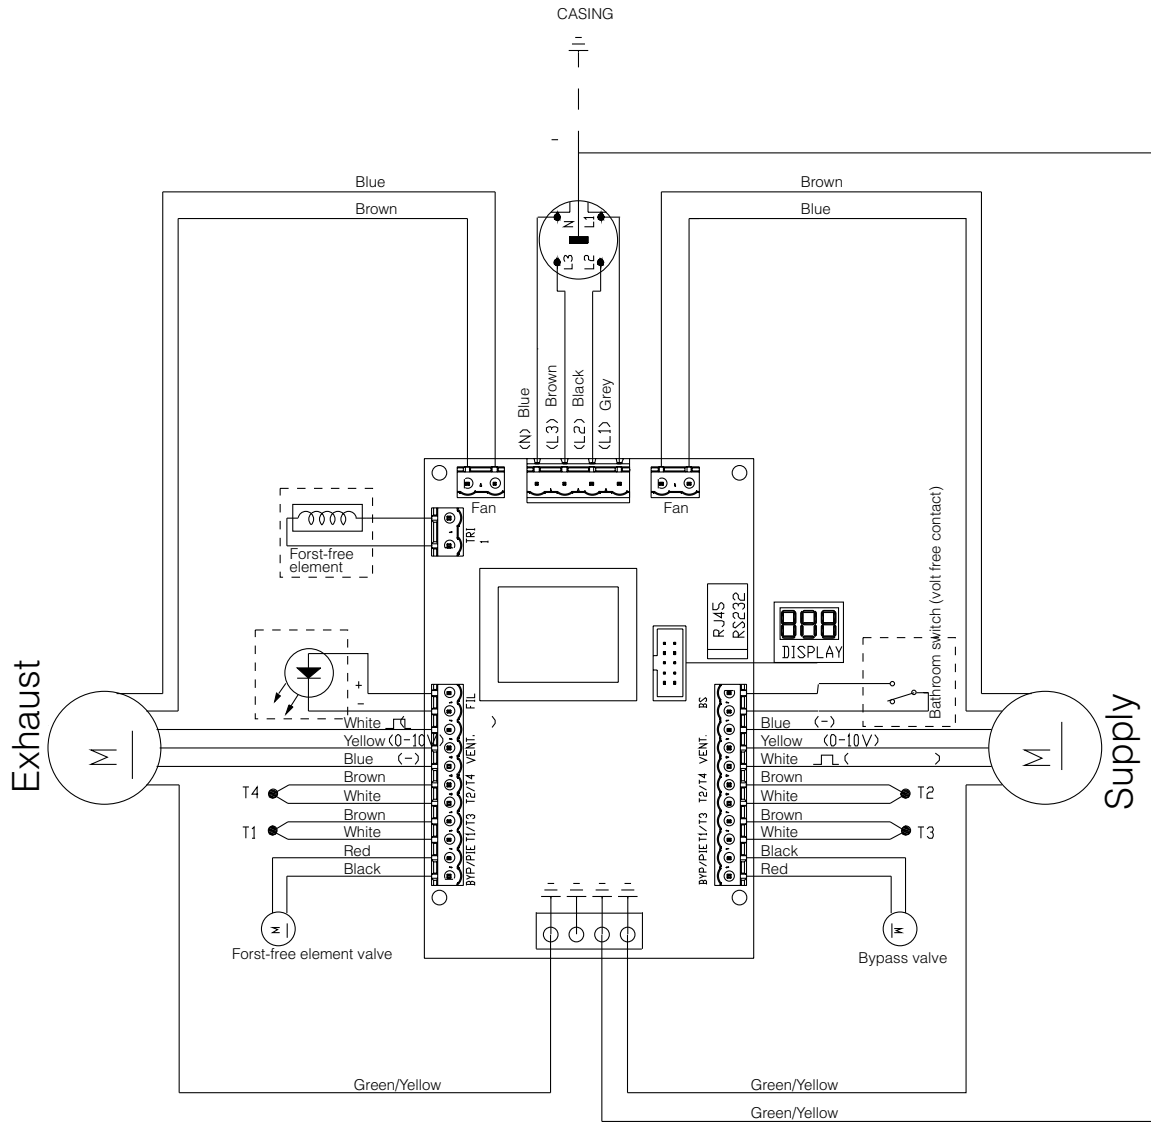 CASING
Blue
Brown
Brown
Blue
N
L1
L3
L2
(N) Blue
(L3) Brown
(L2) Black
(L1) Grey
Fan
Fan
TRI
1
Forst-free
element
RJ45
RS232
DISPLAY
Bathroom switch (volt free contact)
Exhaust
M
Supply
M
+
-
FIL
VENT.
T2/T4
T1/T3
BYP/PIE
White ( )
Yellow (0-10V)
Blue (-)
Brown
White
Brown
White
Red
Black
T4
T1
BS
VENT.
T2/T4
T1/T3
BYP/PIE
Blue (-)
Yellow (0-10V)
White ( )
Brown
White
Brown
White
Black
Red
T2
T3
M
Forst-free element valve
M
Bypass valve
Green/Yellow
Green/Yellow
Green/Yellow